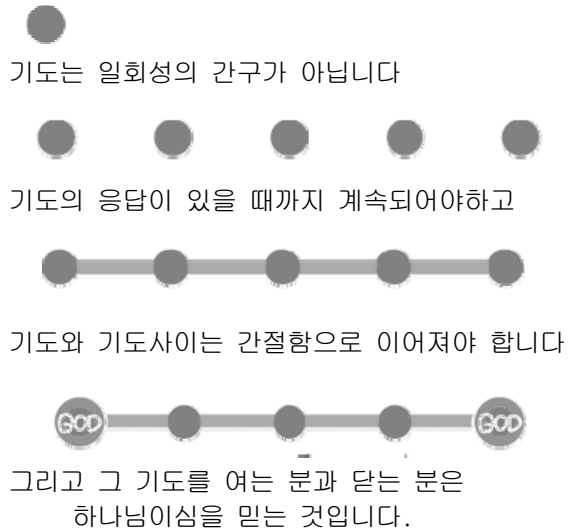 기도는 일회성의 간구가 아닙니다
기도의 응답이 있을 때까지 계속되어야하고
기도와 기도사이는 간절함으로 이어져야 합니다
GOD GOD
그리고 그 기도를 여는 분과 닫는 분은
하나님이심을 믿는 것입니다.